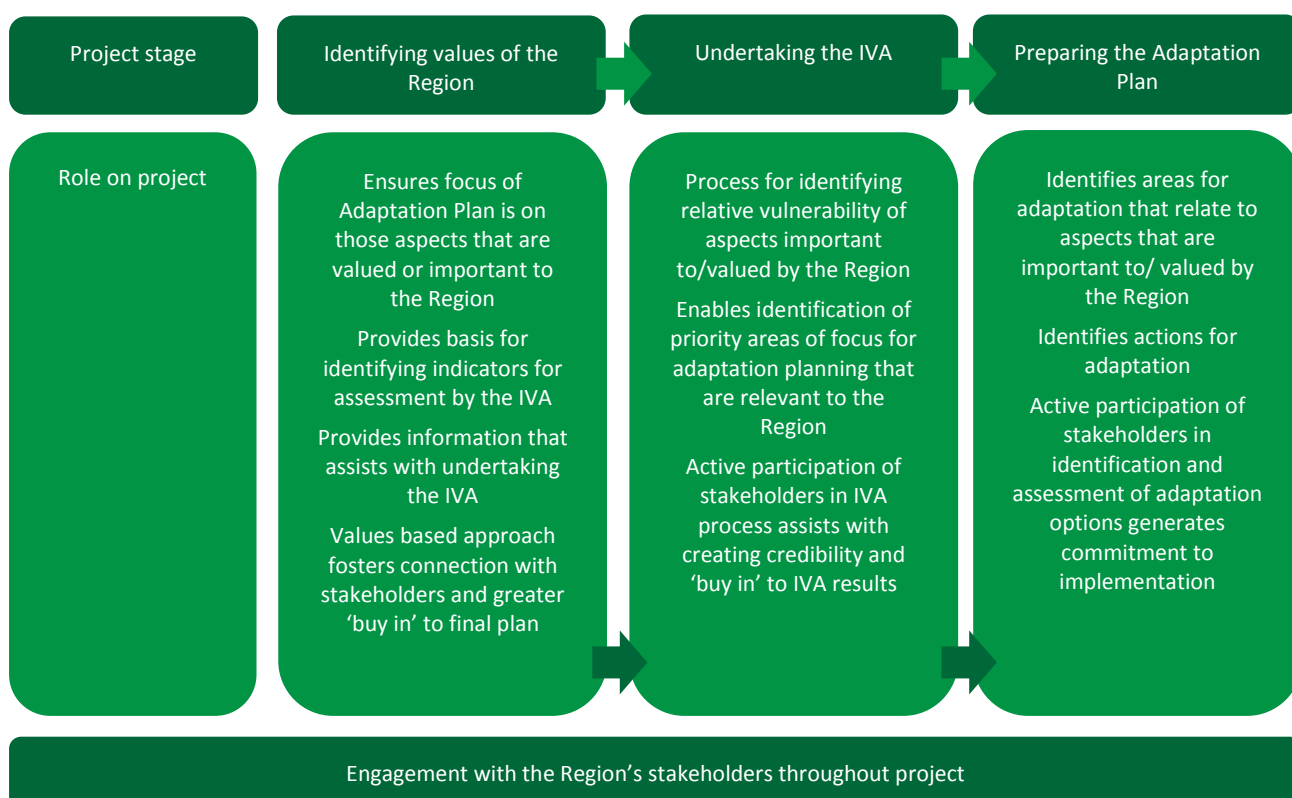 Project stage
Identifying values of the
Region
Undertaking the IVA
Preparing the Adaptation
Plan
Role on project
Ensures focus of
Adaptation Plan is on
those aspects that are
valued or important to
the Region
Provides basis for
identifying indicators for
assessment by the IVA
Provides information that
assists with undertaking
the IVA
Values based approach
fosters connection with
stakeholders and greater
‘buy in’ to final plan
Process for identifying
relative vulnerability of
aspects important
to/valued by the Region
Enables identification of
priority areas of focus for
adaptation planning that
are relevant to the
Region
Active participation of
stakeholders in IVA
process assists with
creating credibility and
‘buy in’ to IVA results
Identifies areas for
adaptation that relate to
aspects that are
important to/ valued by
the Region
Identifies actions for
adaptation
Active participation of
stakeholders in
identification and
assessment of adaptation
options generates
commitment to
implementation
Engagement with the Region’s stakeholders throughout project